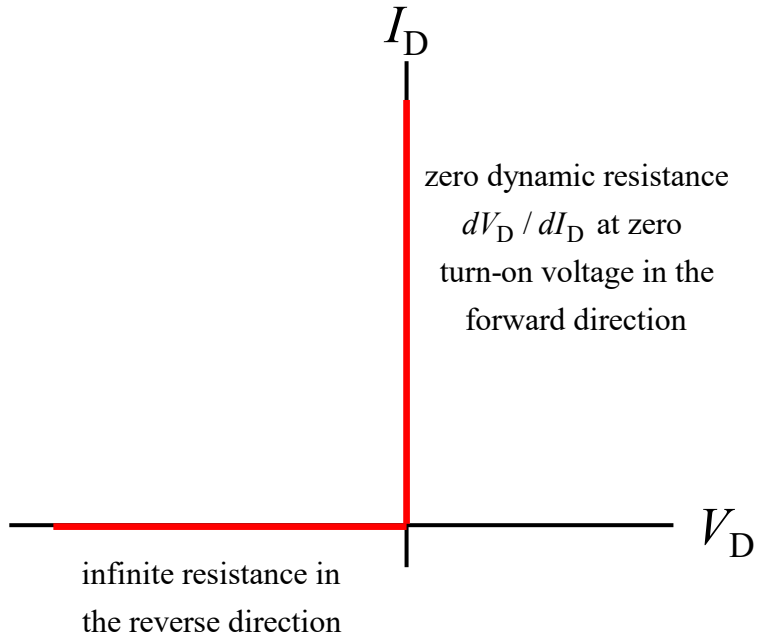 I_D
zero dynamic resistance
dV_D / dI_D at zero
turn-on voltage in the
forward direction
V_D
infinite resistance in
the reverse direction